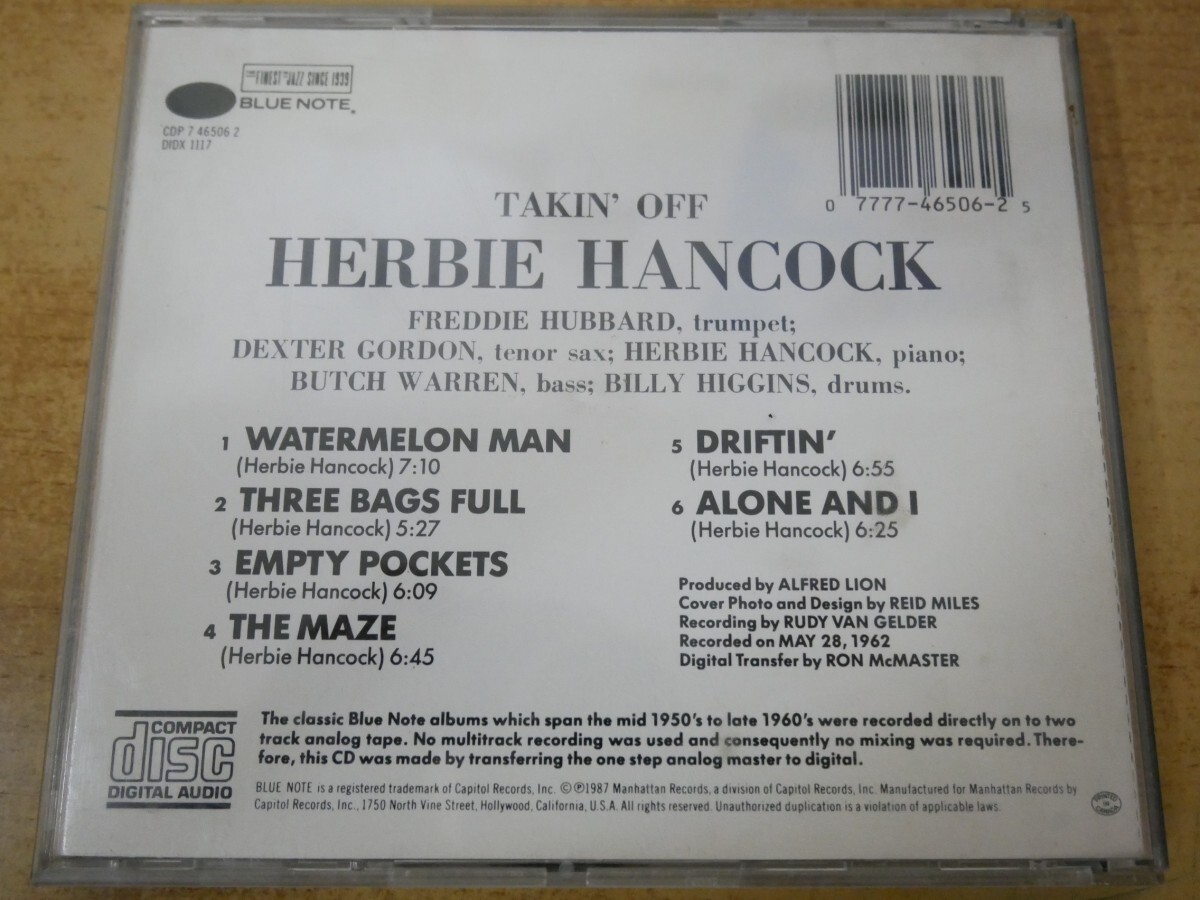 THE FINEST IN JAZZ SINCE 1939
BLUE NOTE®
CDP 7 46506 2
DIDX 1117
0 7777-46506-2 5
TAKIN' OFF
HERBIE HANCOCK
FREDDIE HUBBARD, trumpet;
DEXTER GORDON, tenor sax; HERBIE HANCOCK, piano;
BUTCH WARREN, bass; BILLY HIGGINS, drums.
1 WATERMELON MAN
(Herbie Hancock) 7:10
2 THREE BAGS FULL
(Herbie Hancock) 5:27
3 EMPTY POCKETS
(Herbie Hancock) 6:09
4 THE MAZE
(Herbie Hancock) 6:45
5 DRIFTIN'
(Herbie Hancock) 6:55
6 ALONE AND I
(Herbie Hancock) 6:25
Produced by ALFRED LION
Cover Photo and Design by REID MILES
Recording by RUDY VAN GELDER
Recorded on MAY 28, 1962
Digital Transfer by RON McMASTER
COMPACT
disc
DIGITAL AUDIO
The classic Blue Note albums which span the mid 1950's to late 1960's were recorded directly on to two
track analog tape. No multitrack recording was used and consequently no mixing was required. There-
fore, this CD was made by transferring the one step analog master to digital.
BLUE NOTE is a registered trademark of Capitol Records, Inc. ©℗1987 Manhattan Records, a division of Capitol Records, Inc. Manufactured for Manhattan Records by
Capitol Records, Inc., 1750 North Vine Street, Hollywood, California, U.S.A. All rights reserved. Unauthorized duplication is a violation of applicable laws.